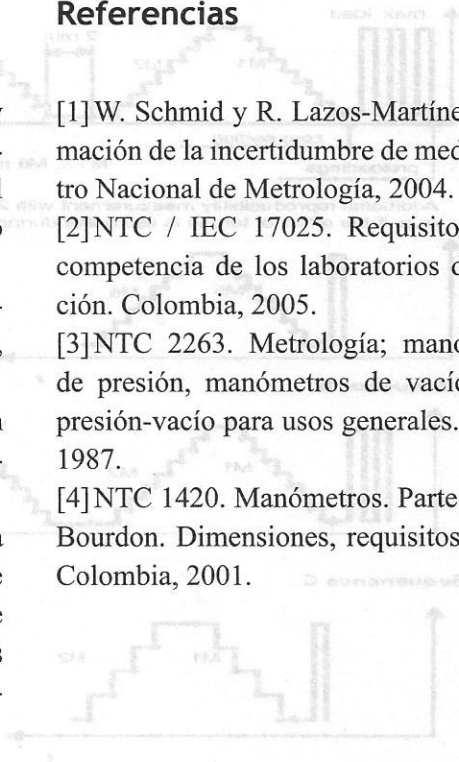 Referencias
[1]W. Schmid y R. Lazos-Martíne
mación de la incertidumbre de med
tro Nacional de Metrología, 2004.
[2]NTC / IEC 17025. Requisito
competencia de los laboratorios d
ción. Colombia, 2005.
[3]NTC 2263. Metrología; manó
de presión, manómetros de vacío
presión-vacío para usos generales.
1987.
[4]NTC 1420. Manómetros. Parte
Bourdon. Dimensiones, requisitos
Colombia, 2001.